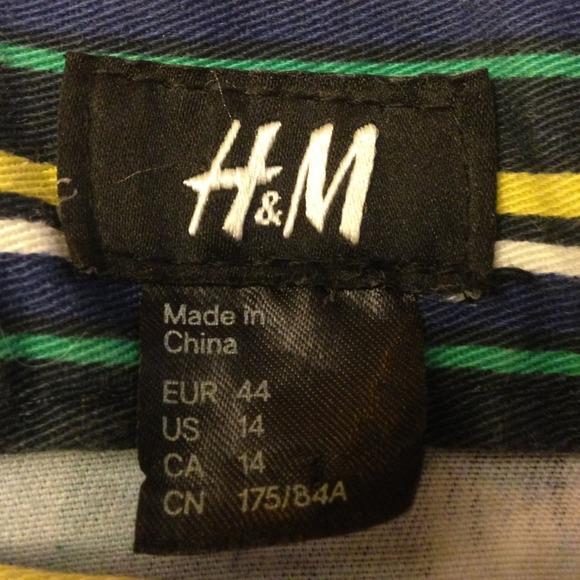 H&M
Made in
China
EUR 44
US 14
CA 14
CN 175/84A